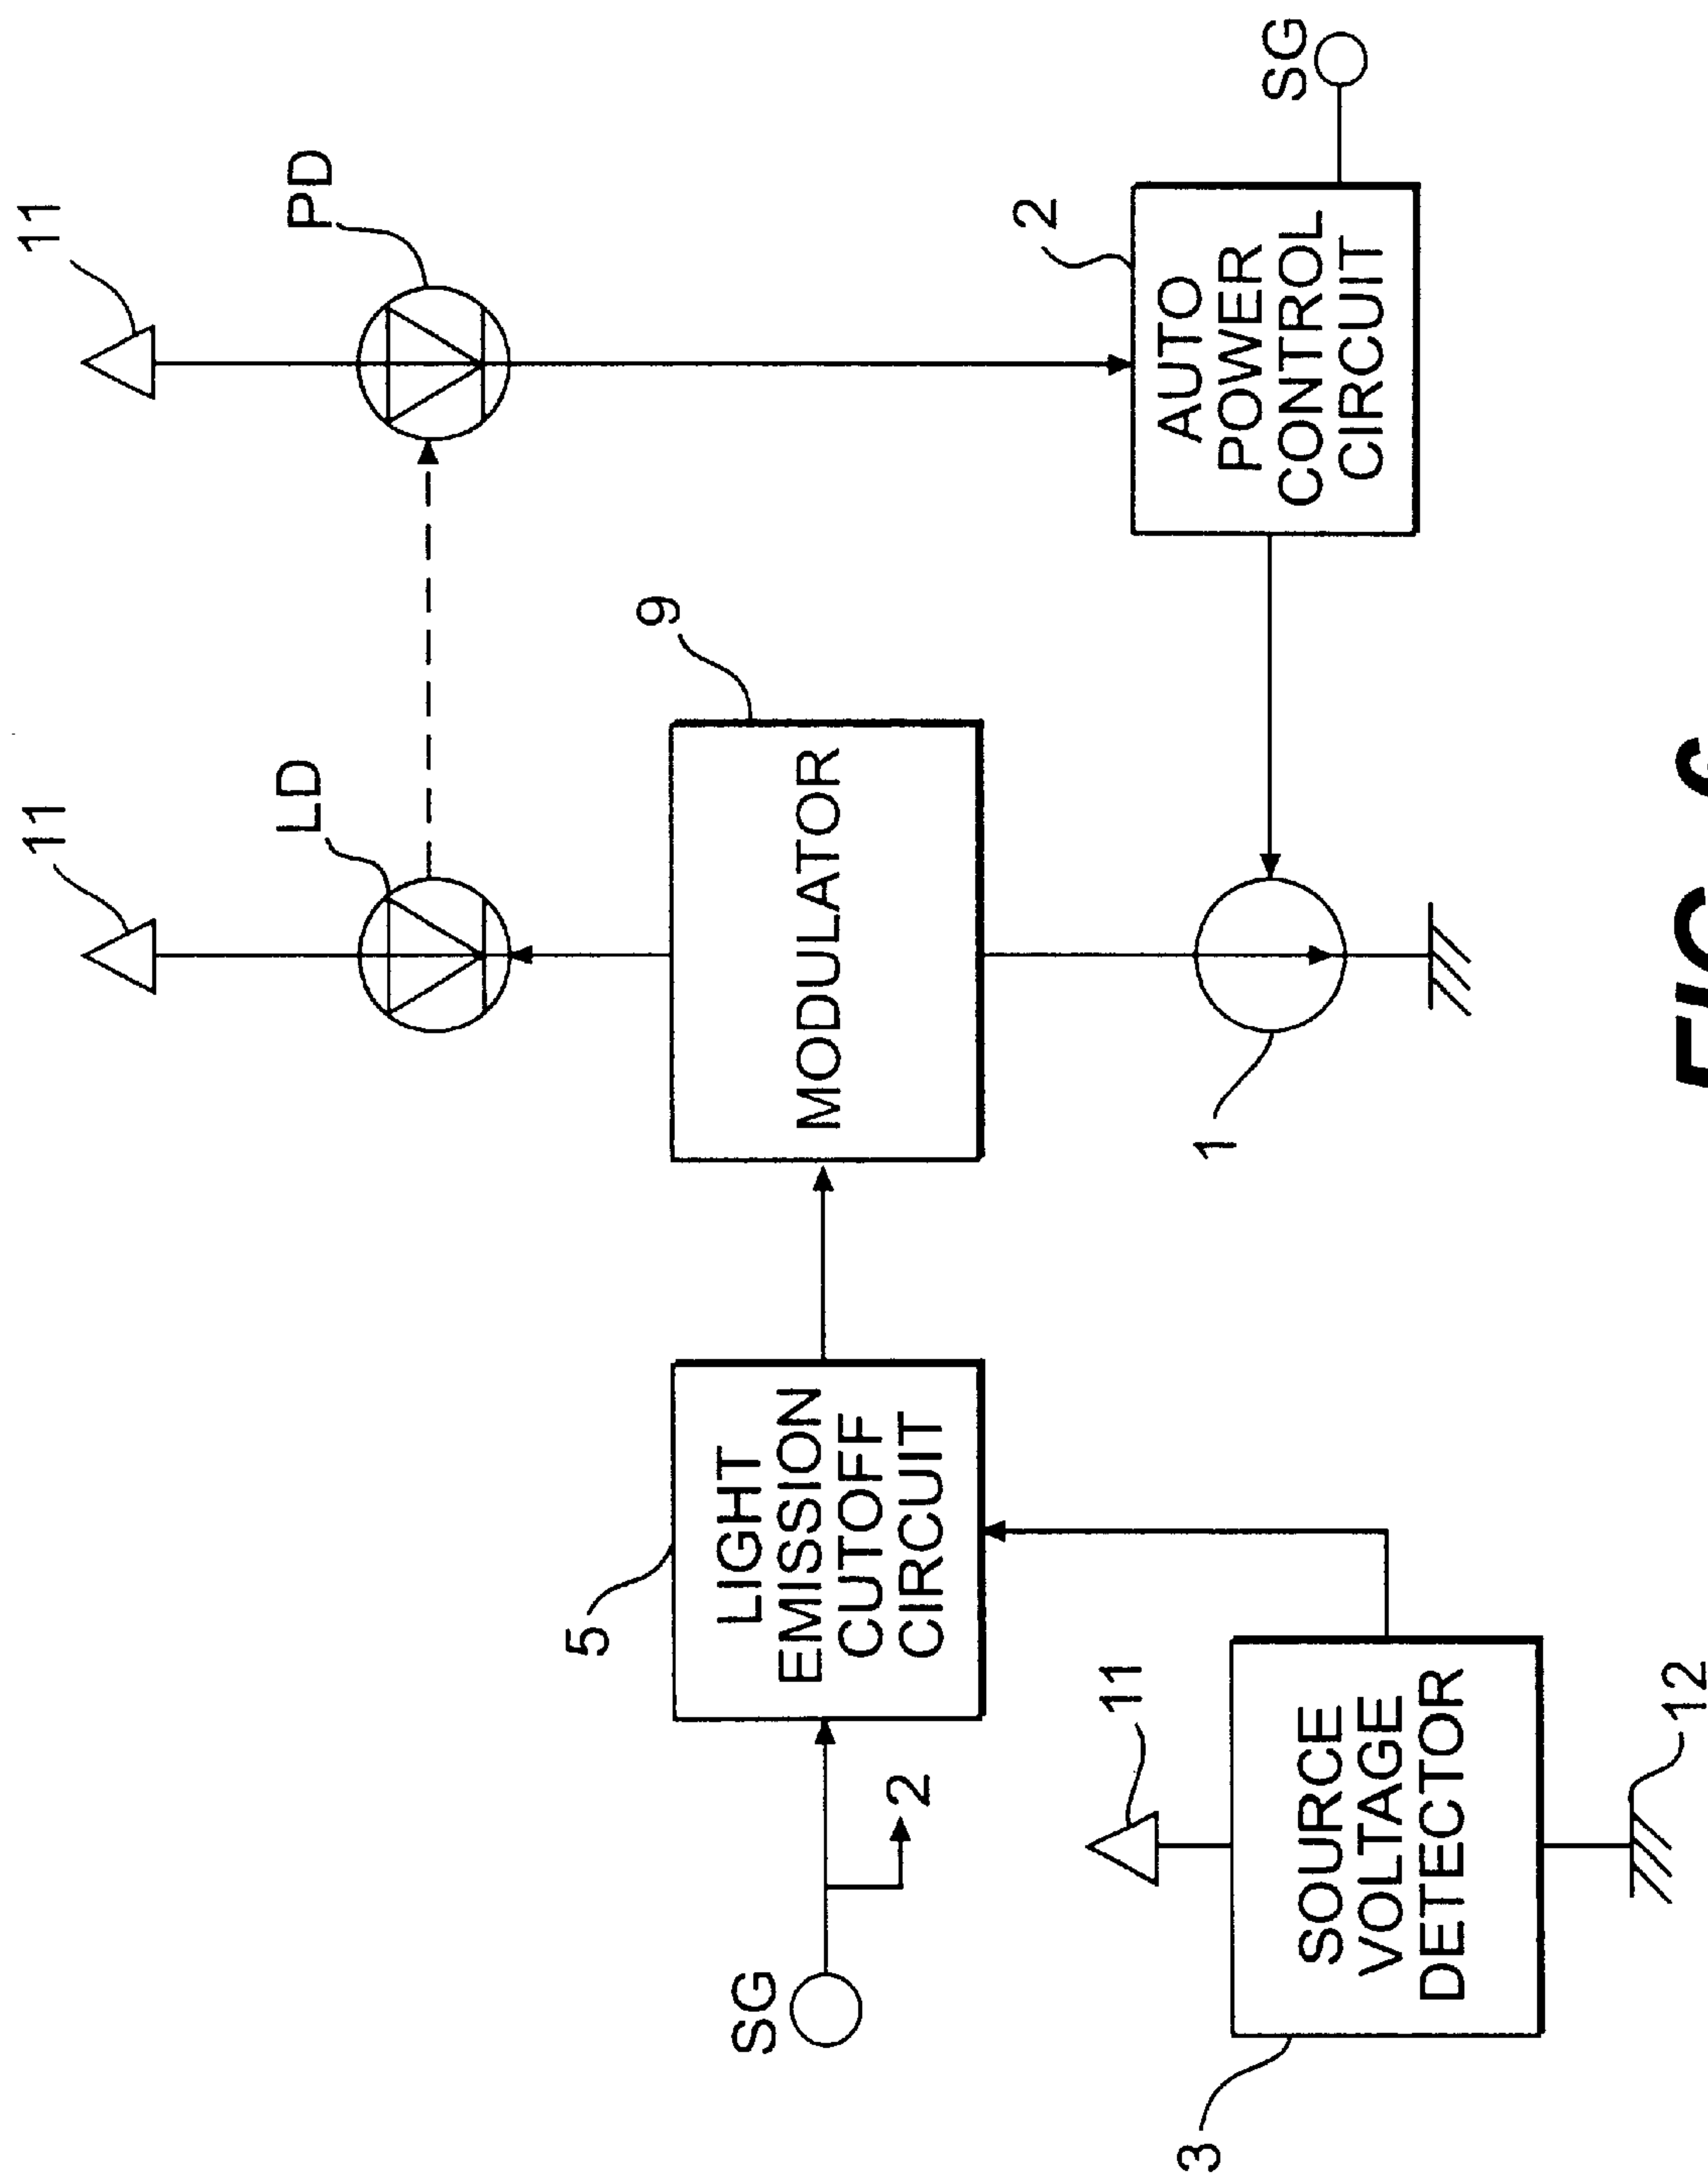 11
11
LD
PD
5
LIGHT
EMISSION
CUTOFF
CIRCUIT
9
MODULATOR
SG
2
2
AUTO
POWER
CONTROL
CIRCUIT
SG
11
1
3
SOURCE
VOLTAGE
DETECTOR
12
FIG.